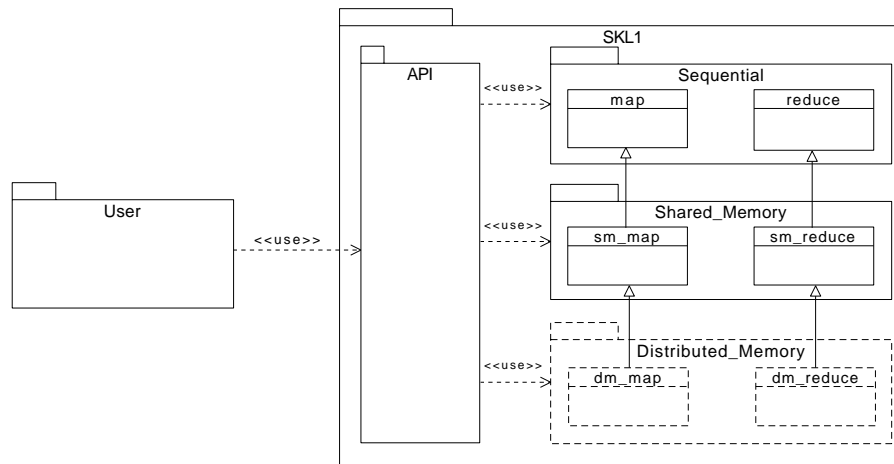 SKL1
API
<<use>>
Sequential
map
reduce
User
<<use>>
<<use>>
Shared_Memory
sm_map
sm_reduce
<<use>>
Distributed_Memory
dm_map
dm_reduce